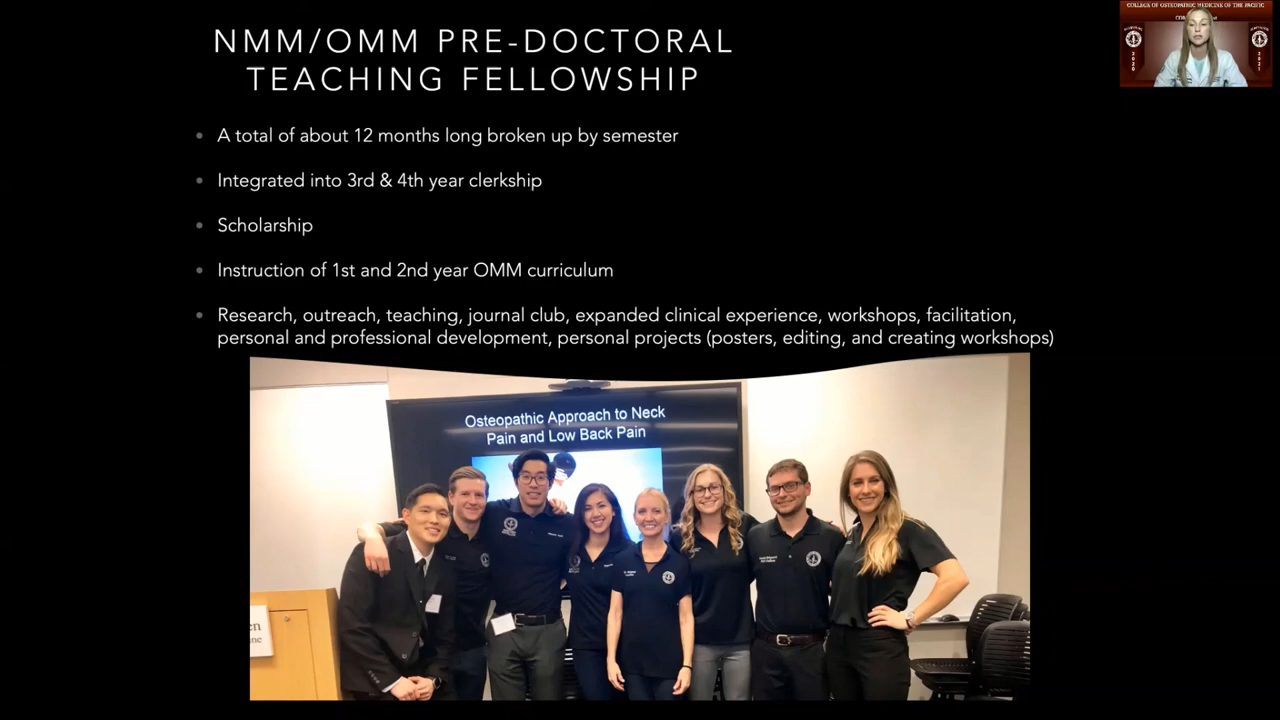 COLLEGE OF OSTEOPATHIC MEDICINE OF THE PACIFIC
NMM/OMM PRE-DOCTORAL
TEACHING FELLOWSHIP
A total of about 12 months long broken up by semester
Integrated into 3rd & 4th year clerkship
Scholarship
Instruction of 1st and 2nd year OMM curriculum
Research, outreach, teaching, journal club, expanded clinical experience, workshops, facilitation,
personal and professional development, personal projects (posters, editing, and creating workshops)
Osteopathic Approach to Neck
Pain and Low Back Pain